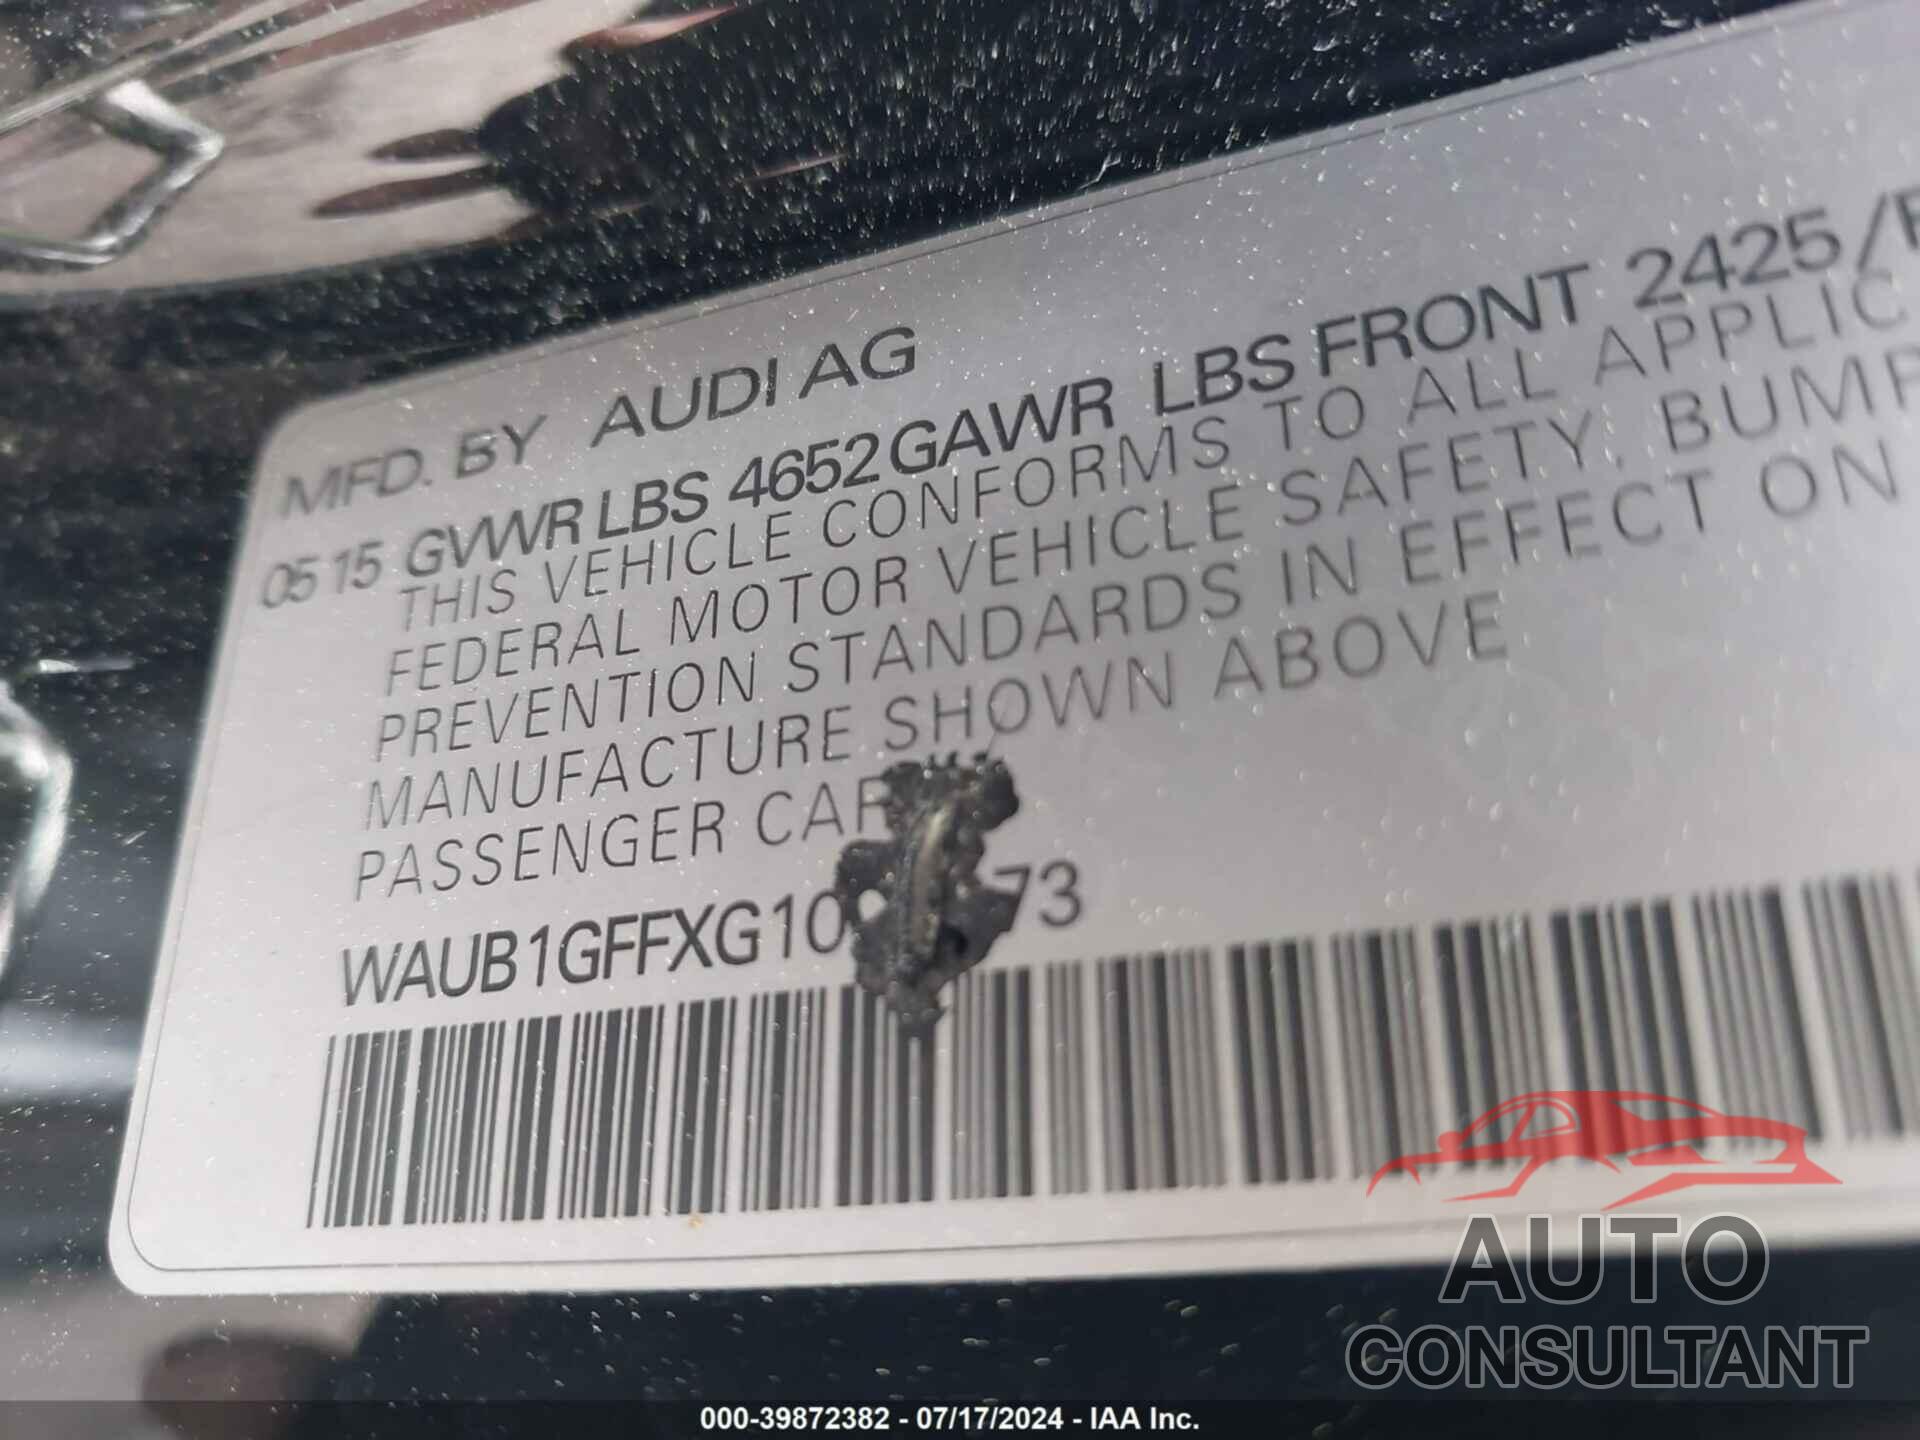 MFD. BY AUDI AG
05 15 GVWR LBS 4652 GAWR LBS FRONT 2425/
THIS VEHICLE CONFORMS TO ALL APPLIC
FEDERAL MOTOR VEHICLE SAFETY, BUMP
PREVENTION STANDARDS IN EFFECT ON
MANUFACTURE SHOWN ABOVE
PASSENGER CAR
WAUB1GFFXG10 73
AUTO
CONSULTANT
000-39872382 - 07/17/2024 - IAA Inc.